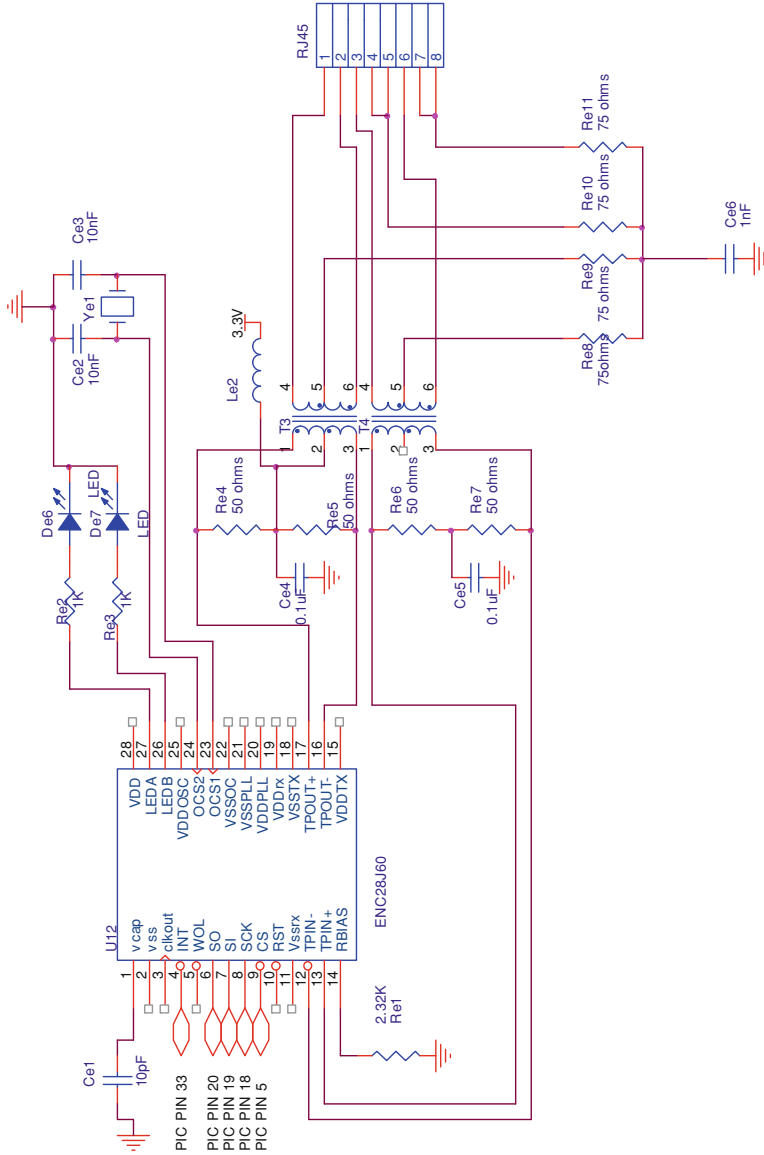 RJ45
1
2
3
4
5
6
7
8
Re11
75 ohms
Re10
75 ohms
Re9
75 ohms
Re8
75ohms
Ce6
1nF
Ce3
10nF
Ye1
Ce2
10nF
3.3V
Le2
T3
1
2
3
4
5
6
T4
1
2
3
4
5
6
De6
LED
De7
LED
Re2
1K
Re3
1K
Re4
50 ohms
Re5
50 ohms
Re6
50 ohms
Re7
50 ohms
Ce4
0.1uF
Ce5
0.1uF
U12
ENC28J60
28 VDD
27 LEDA
26 LEDB
25 VDDOSC
24 OCS2
23 OCS1
22 VSSOC
21 VSSPLL
20 VDDPLL
19 VDDrx
18 VSSTX
17 TPOUT+
16 TPOUT-
15 VDDTX
1 vcap
2 vss
3 clkout
4 INT
5 WOL
6 SO
7 SI
8 SCK
9 CS
10 RST
11 Vssrx
12 TPIN-
13 TPIN+
14 RBIAS
Ce1
10pF
PIC PIN 33
PIC PIN 20
PIC PIN 19
PIC PIN 18
PIC PIN 5
2.32K
Re1